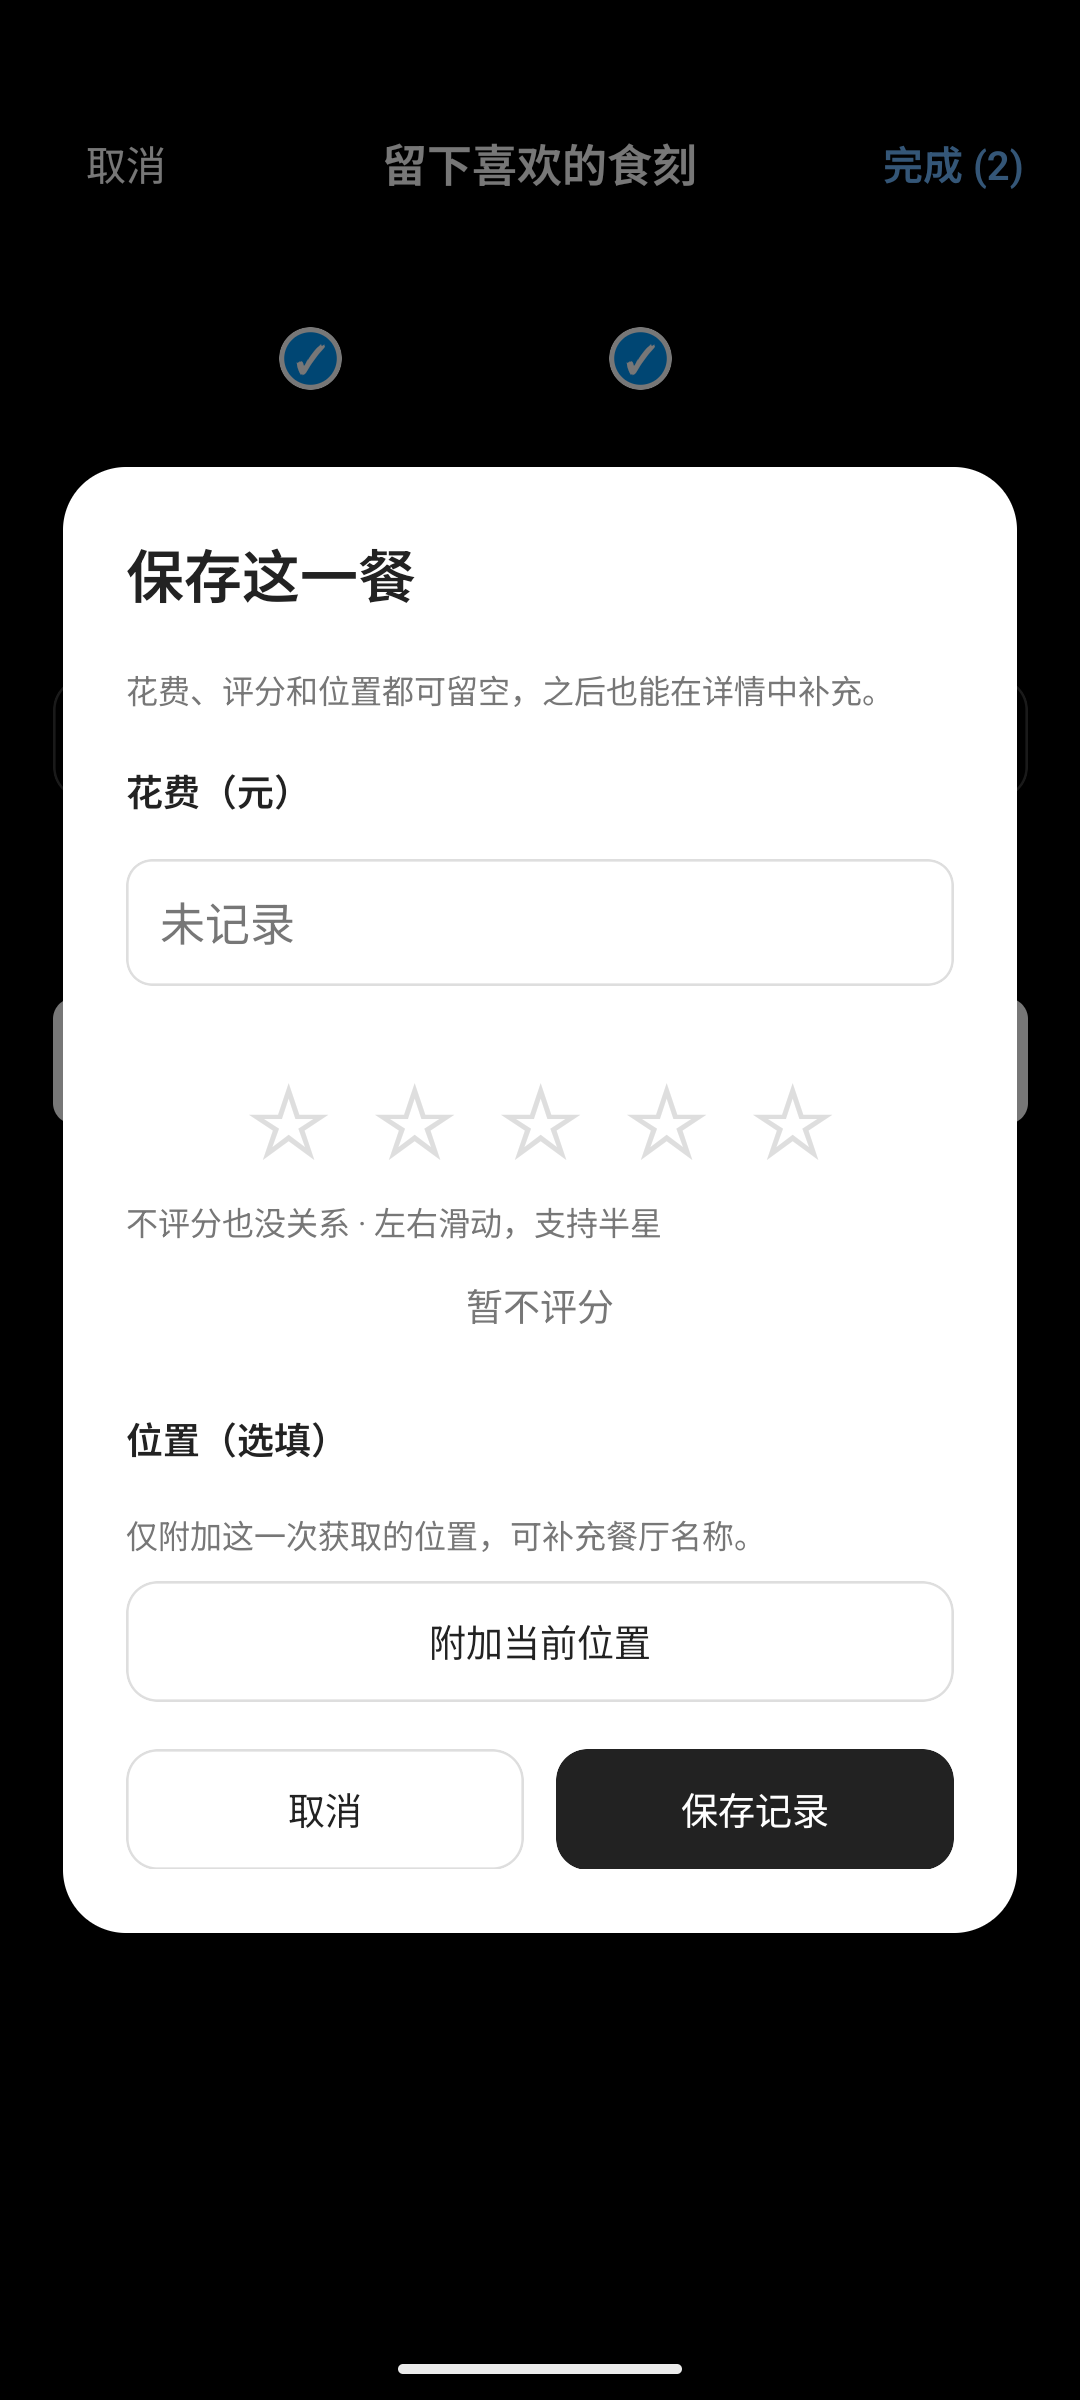 取消
留下喜欢的食刻
完成 (2)
保存这一餐
花费、评分和位置都可留空，之后也能在详情中补充。
花费（元）
未记录
不评分也没关系 · 左右滑动，支持半星
暂不评分
位置（选填）
仅附加这一次获取的位置，可补充餐厅名称。
附加当前位置
取消
保存记录